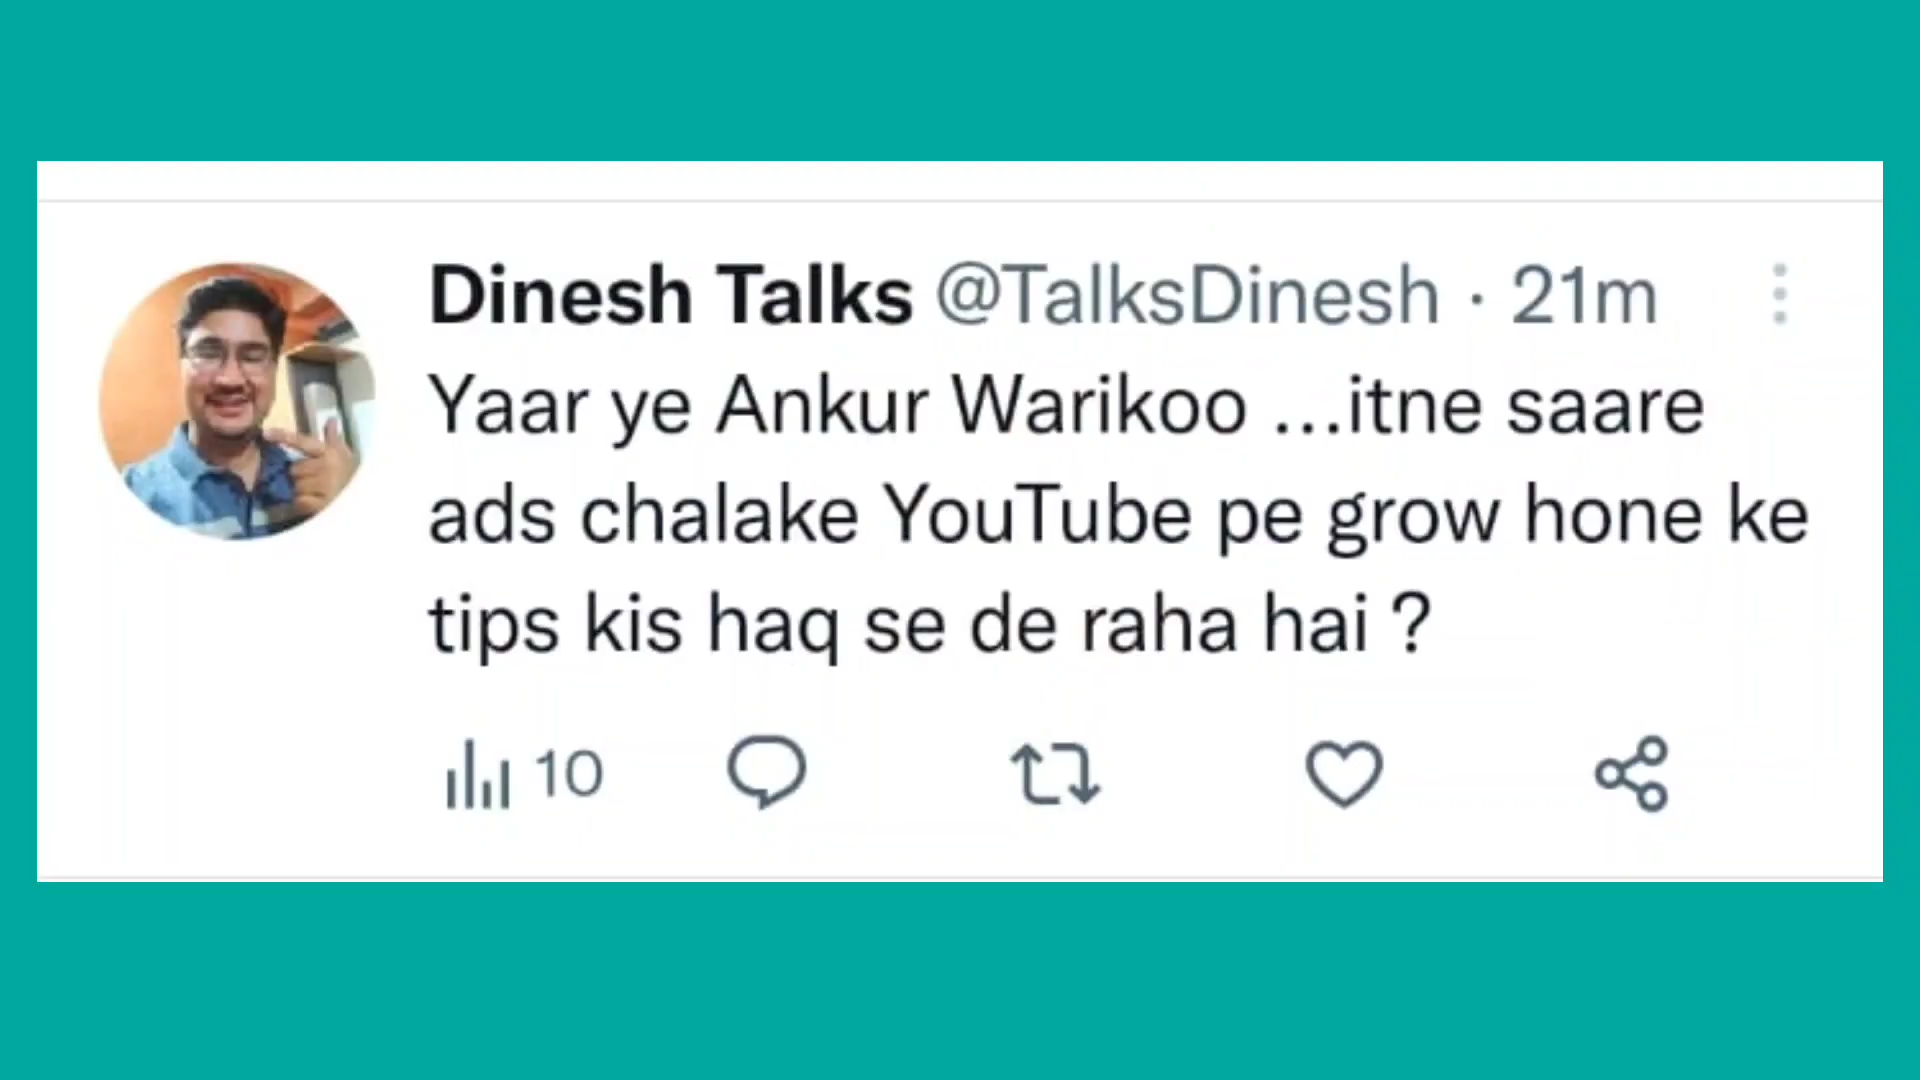 Dinesh Talks @TalksDinesh · 21m
Yaar ye Ankur Warikoo ...itne saare
ads chalake YouTube pe grow hone ke
tips kis haq se de raha hai ?
10